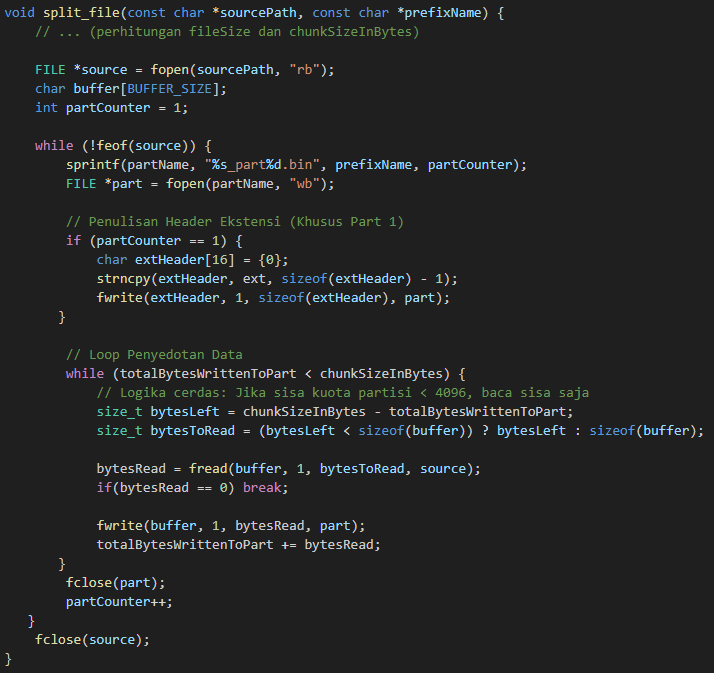 void split_file(const char *sourcePath, const char *prefixName) {
    // ... (perhitungan fileSize dan chunkSizeInBytes)

    FILE *source = fopen(sourcePath, "rb");
    char buffer[BUFFER_SIZE];
    int partCounter = 1;

    while (!feof(source)) {
        sprintf(partName, "%s_part%d.bin", prefixName, partCounter);
        FILE *part = fopen(partName, "wb");

        // Penulisan Header Ekstensi (Khusus Part 1)
        if (partCounter == 1) {
            char extHeader[16] = {0};
            strncpy(extHeader, ext, sizeof(extHeader) - 1);
            fwrite(extHeader, 1, sizeof(extHeader), part);
       }

        // Loop Penyedotan Data
        while (totalBytesWrittenToPart < chunkSizeInBytes) {
            // Logika cerdas: Jika sisa kuota partisi < 4096, baca sisa saja
            size_t bytesLeft = chunkSizeInBytes - totalBytesWrittenToPart;
            size_t bytesToRead = (bytesLeft < sizeof(buffer)) ? bytesLeft : sizeof(buffer);

            bytesRead = fread(buffer, 1, bytesToRead, source);
            if(bytesRead == 0) break;

            fwrite(buffer, 1, bytesRead, part);
            totalBytesWrittenToPart += bytesRead;
       }
        fclose(part);
        partCounter++;
   }
    fclose(source);
}